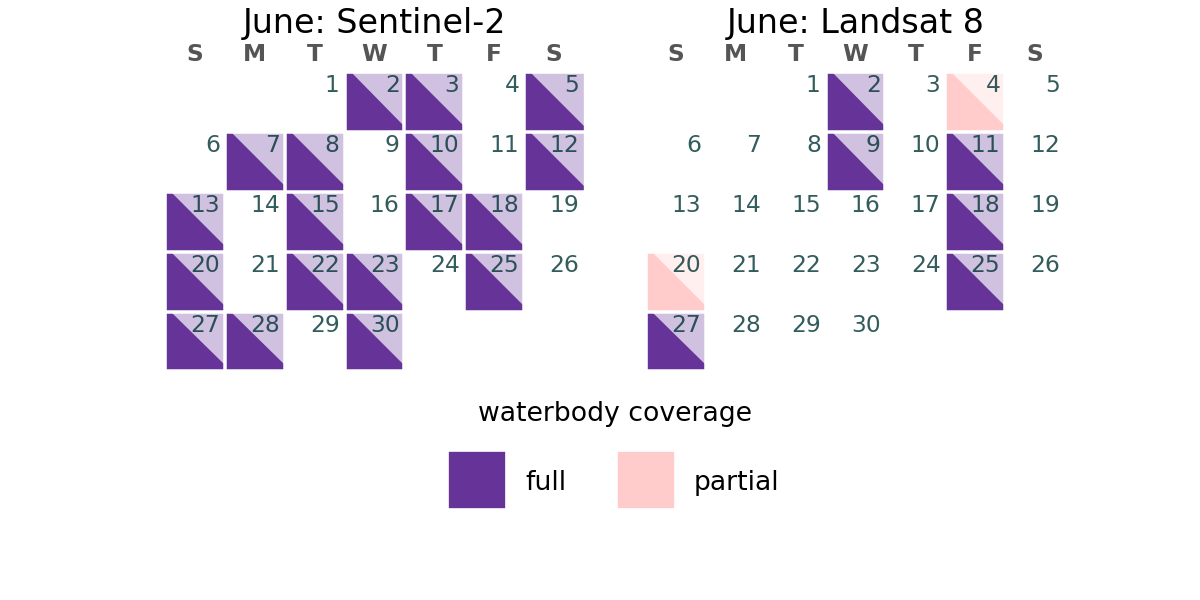 June: Sentinel-2
S M T W T F S
1 2 3 4 5
6 7 8 9 10 11 12
13 14 15 16 17 18 19
20 21 22 23 24 25 26
27 28 29 30
June: Landsat 8
S M T W T F S
1 2 3 4 5
6 7 8 9 10 11 12
13 14 15 16 17 18 19
20 21 22 23 24 25 26
27 28 29 30
waterbody coverage
full partial